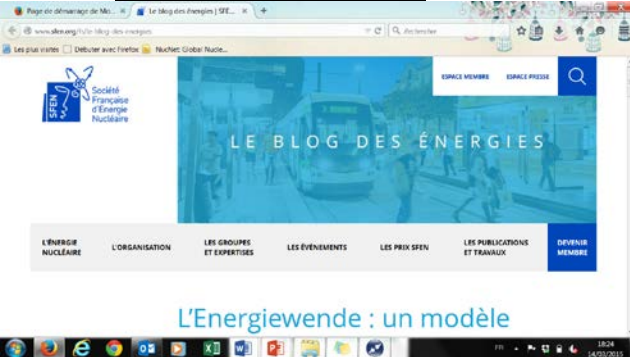 Page de démarrage de Mo...
Le blog des énergies | SFE...
www.sfen.org/fr/le-blog-des-energies
Rechercher
Les plus visités
Débuter avec Firefox
NucNet Global Nucle...
SFEN
Société
Française
d'Energie
Nucléaire
ESPACE MEMBRE
ESPACE PRESSE
LE BLOG DES ÉNERGIES
L'ÉNERGIE
NUCLÉAIRE
L'ORGANISATION
LES GROUPES
ET EXPERTISES
LES ÉVÈNEMENTS
LES PRIX SFEN
LES PUBLICATIONS
ET TRAVAUX
DEVENIR
MEMBRE
L'Energiewende : un modèle
FR
18:24
14/03/2015